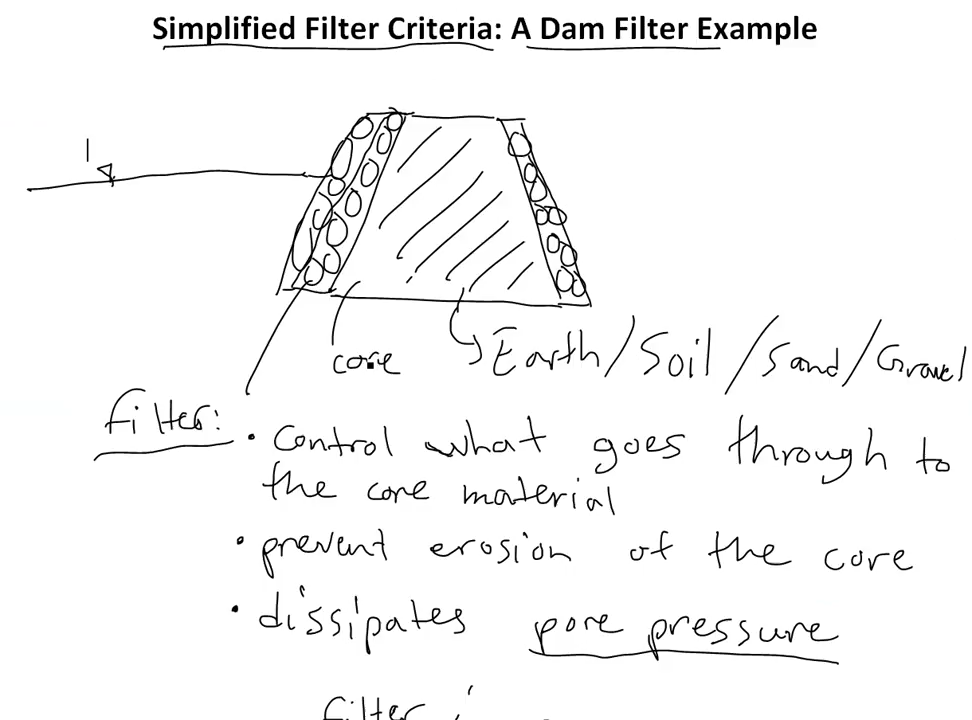 Simplified Filter Criteria: A Dam Filter Example
core
Earth/Soil/Sand/Gravel
filter:
• control what goes through to
the core material
• prevent erosion of the core
• dissipates pore pressure
filter